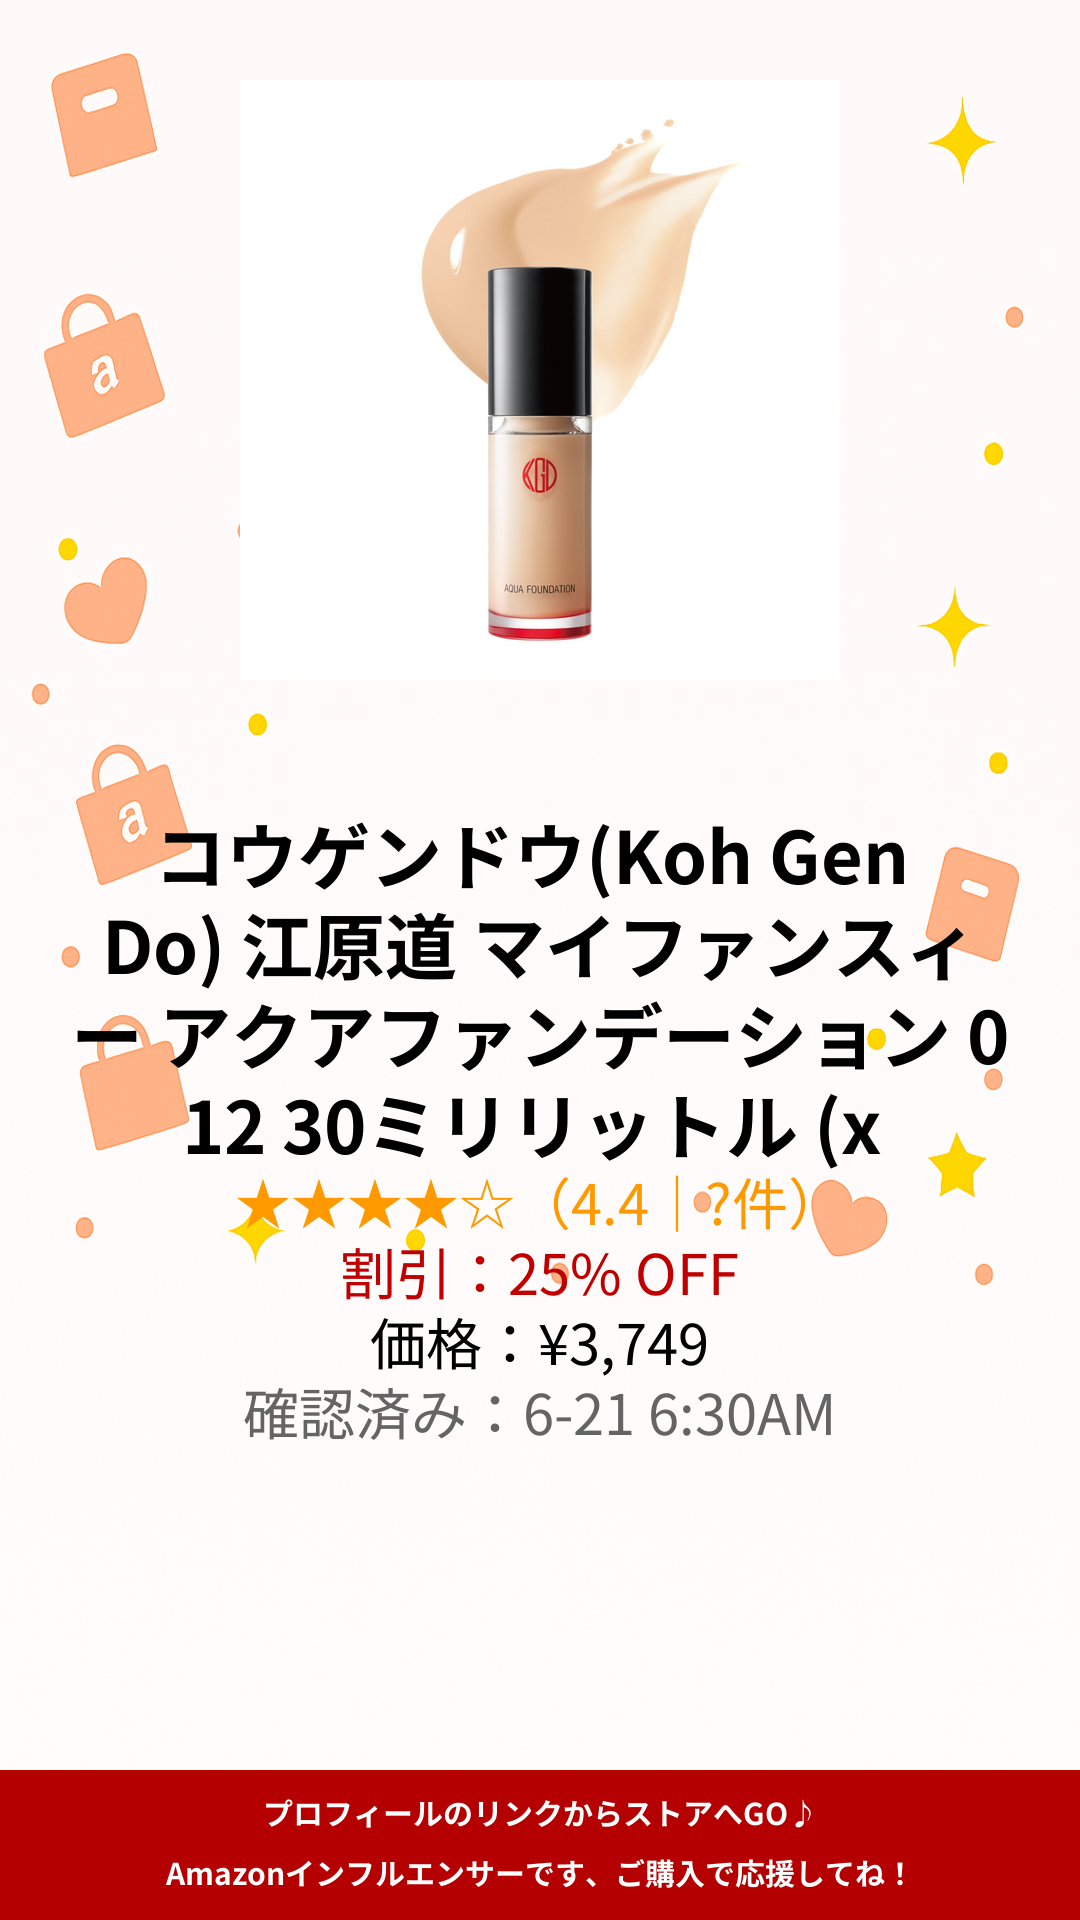 a
KGD
AQUA FOUNDATION
a
コウゲンドウ(Koh Gen
Do) 江原道 マイファンスィ
ー アクアファンデーション 0
12 30ミリリットル (x
★★★★☆（4.4｜?件）
割引：25% OFF
価格：¥3,749
確認済み：6-21 6:30AM
プロフィールのリンクからストアへGO♪
Amazonインフルエンサーです、ご購入で応援してね！